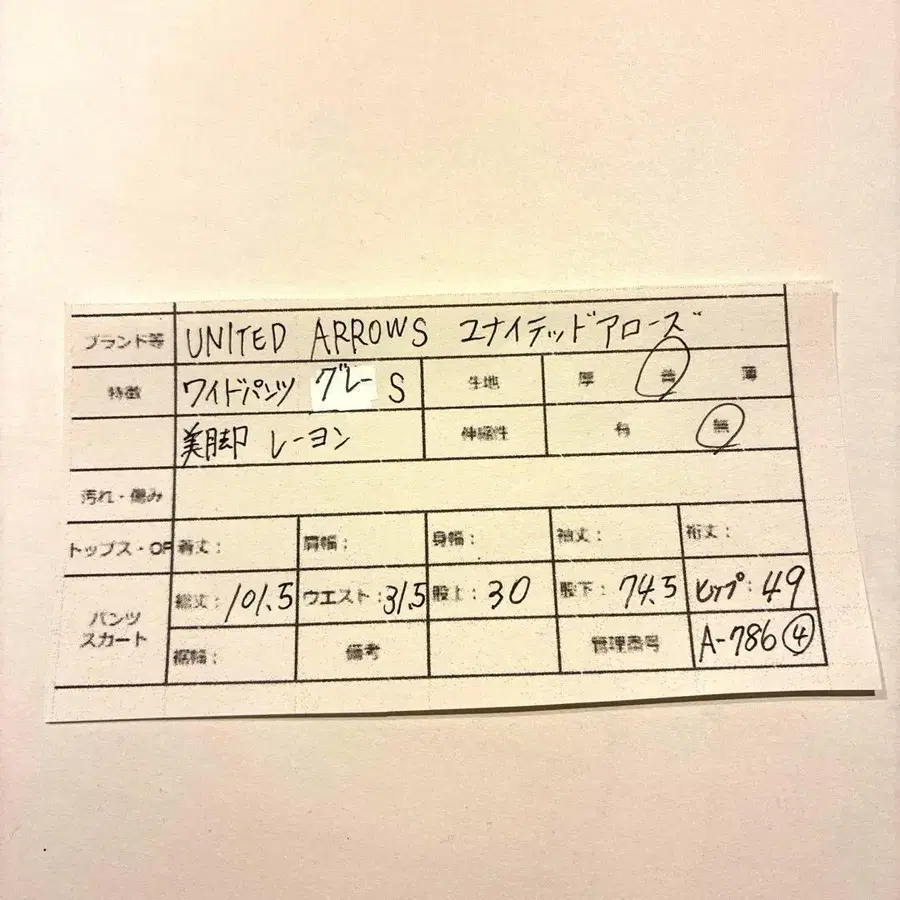 ブランド等 UNITED ARROWS ユナイテッドアローズ
特徴 ワイドパンツ グレー S 生地 厚 普 薄
美脚 レーヨン 伸縮性 有 無
汚れ・傷み
トップス・OP 着丈: 肩幅: 身幅: 袖丈: 裄丈:
パンツ スカート 総丈:101.5 ウエスト:31.5 股上:30 股下:74.5 ヒップ:49
裾幅: 備考 管理番号 A-786④